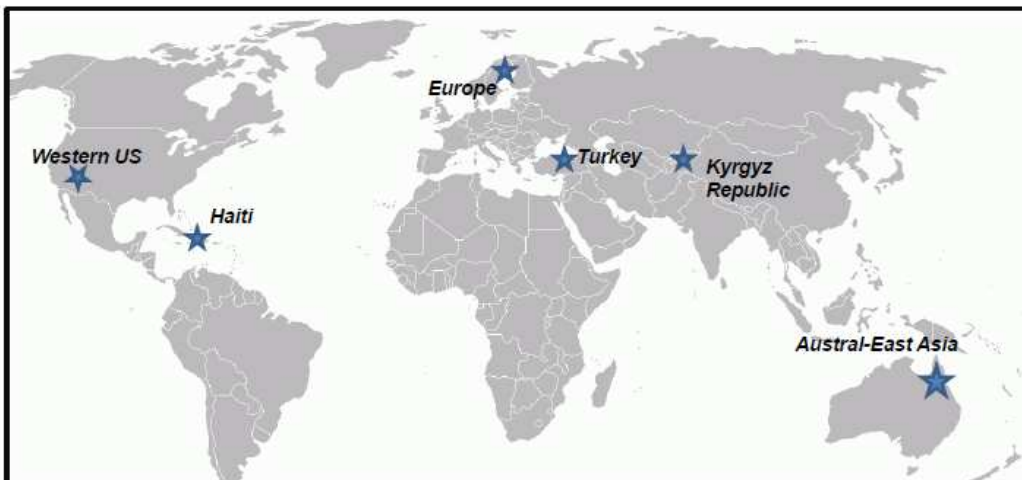 Europe
Western US
Turkey
Kyrgyz
Republic
Haiti
Austral-East Asia